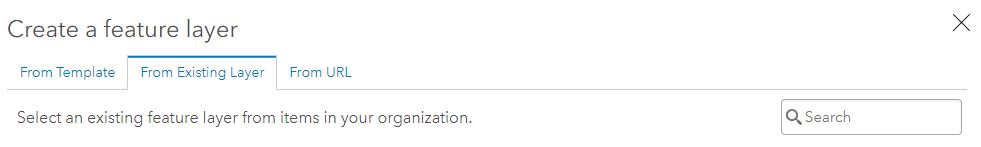 Create a feature layer
From Template From Existing Layer From URL
Select an existing feature layer from items in your organization. Search